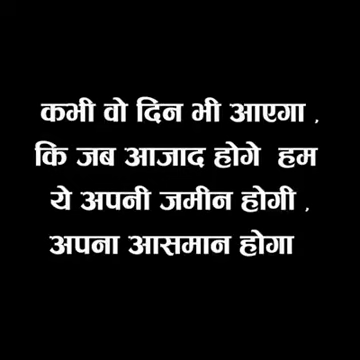 कभी वो दिन भी आएगा ,
कि जब आजाद होगे हम
ये अपनी जमीन होगी ,
अपना आसमान होगा